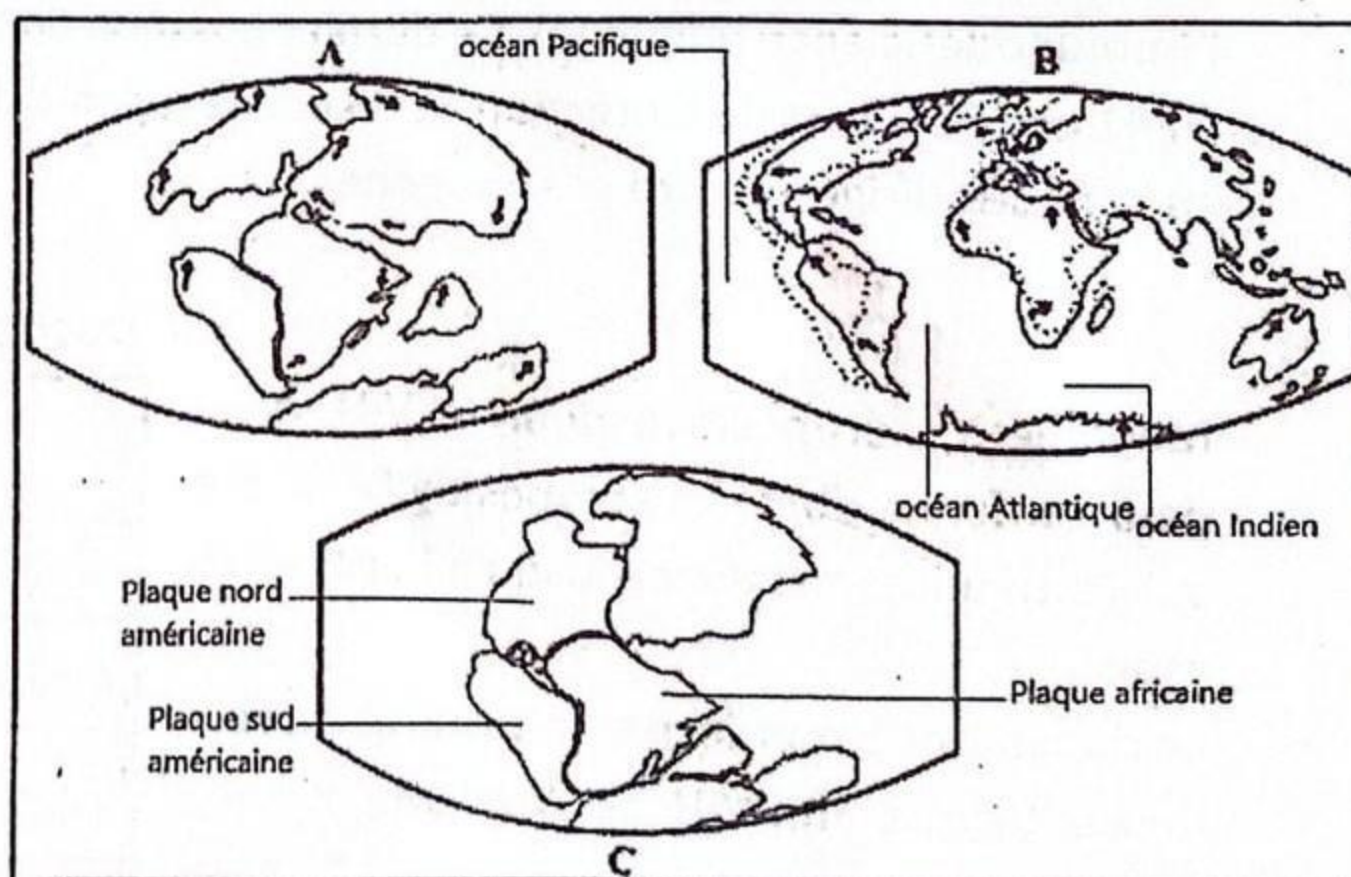 océan Pacifique
A
B
océan Atlantique
océan Indien
Plaque nord
américaine
Plaque sud
américaine
Plaque africaine
C